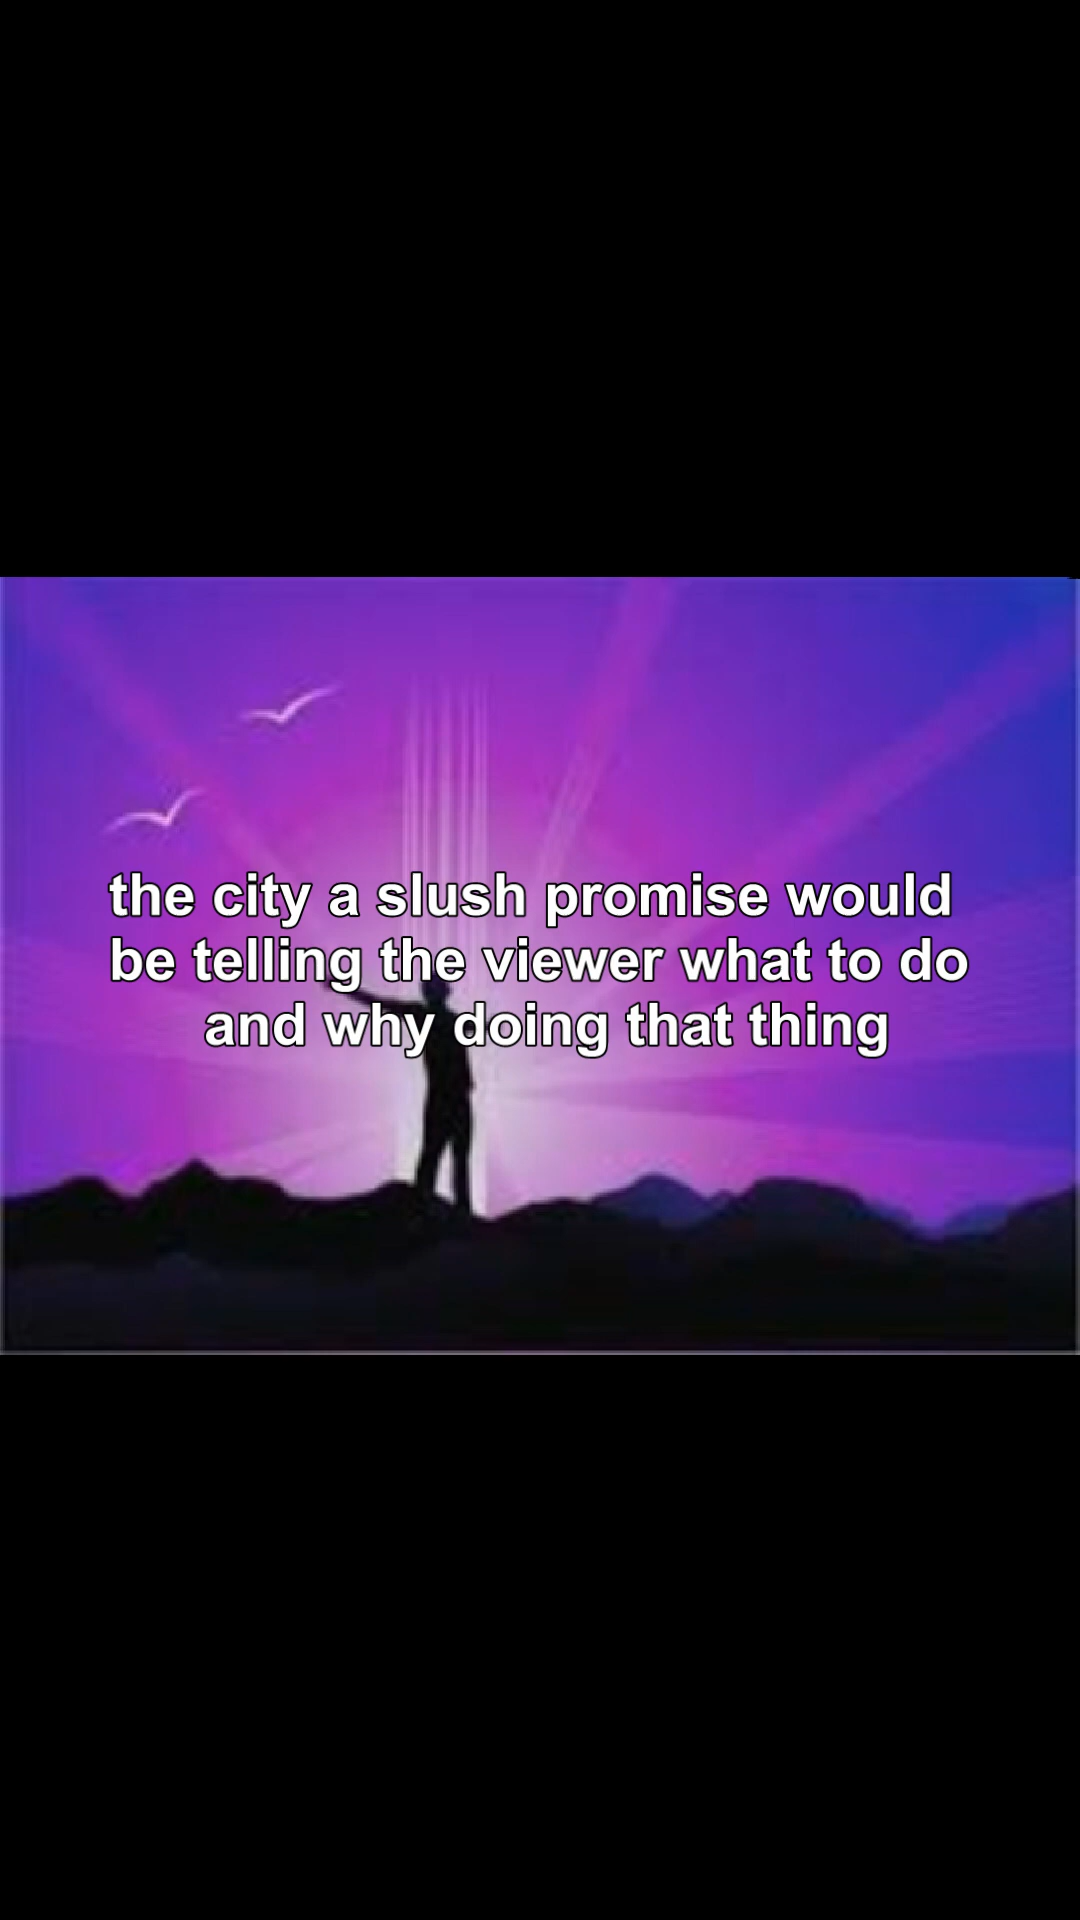 the city a slush promise would
be telling the viewer what to do
and why doing that thing